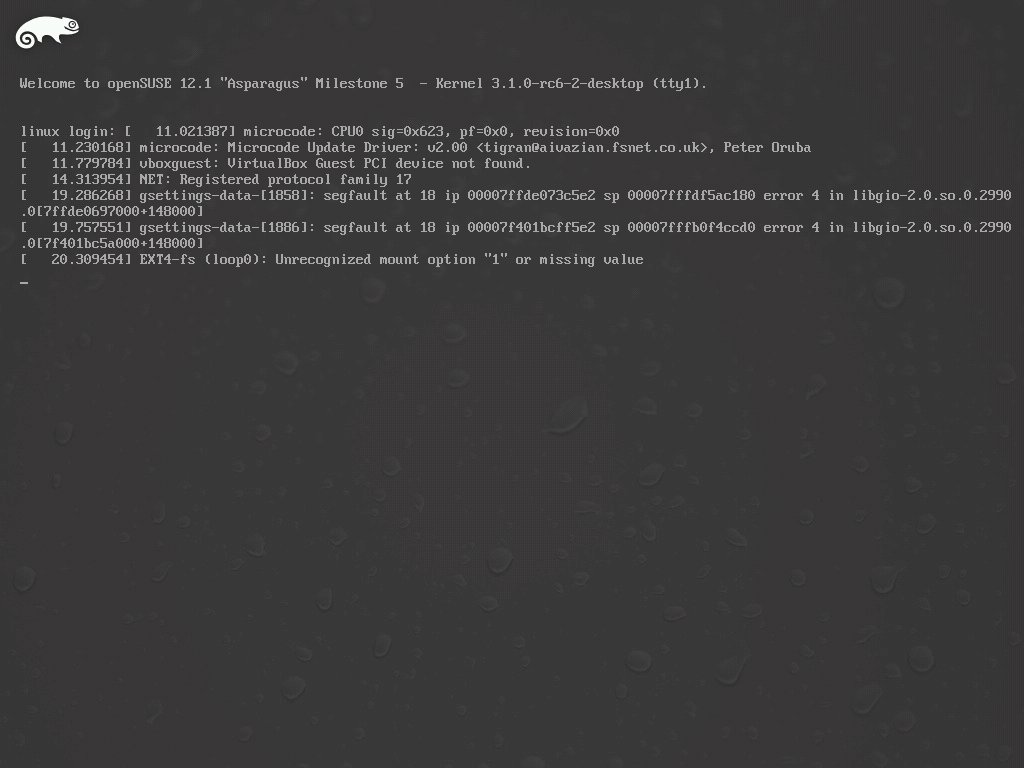 Welcome to openSUSE 12.1 "Asparagus" Milestone 5  - Kernel 3.1.0-rc6-2-desktop (tty1).
linux login: [   11.021387] microcode: CPU0 sig=0x623, pf=0x0, revision=0x0
[   11.230168] microcode: Microcode Update Driver: v2.00 <tigran@aivazian.fsnet.co.uk>, Peter Oruba
[   11.779784] vboxguest: VirtualBox Guest PCI device not found.
[   14.313954] NET: Registered protocol family 17
[   19.286268] gsettings-data-[1858]: segfault at 18 ip 00007ffde073c5e2 sp 00007fffdf5ac180 error 4 in libgio-2.0.so.0.2990
.0[7ffde0697000+148000]
[   19.757551] gsettings-data-[1886]: segfault at 18 ip 00007f401bcff5e2 sp 00007fffb0f4ccd0 error 4 in libgio-2.0.so.0.2990
.0[7f401bc5a000+148000]
[   20.309454] EXT4-fs (loop0): Unrecognized mount option "1" or missing value